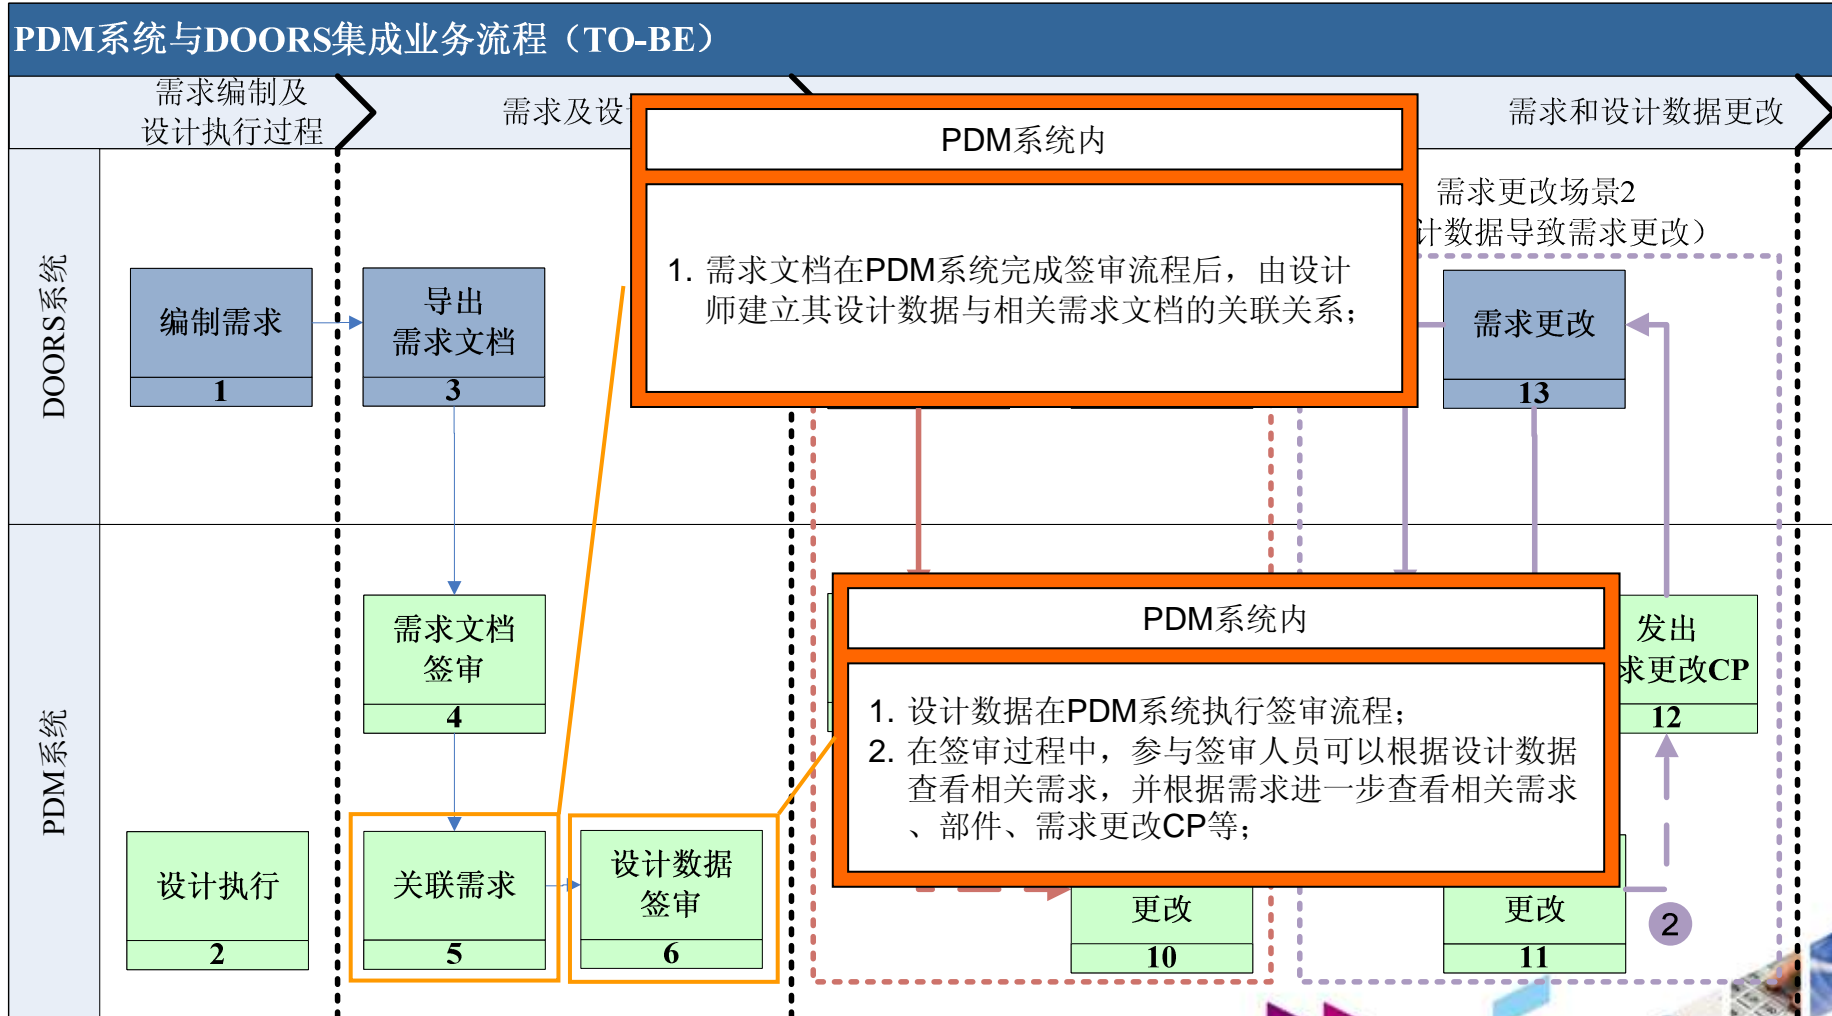 PDM系统与DOORS集成业务流程（TO-BE）
需求编制及
设计执行过程
需求及设
需求和设计数据更改
PDM系统内
1. 需求文档在PDM系统完成签审流程后，由设计
师建立其设计数据与相关需求文档的关联关系；
需求更改场景2
计数据导致需求更改）
DOORS系统
编制需求
1
导出
需求文档
3
需求更改
13
PDM系统
需求文档
签审
4
PDM系统内
1. 设计数据在PDM系统执行签审流程；
2. 在签审过程中，参与签审人员可以根据设计数据
查看相关需求，并根据需求进一步查看相关需求
、部件、需求更改CP等；
发出
求更改CP
12
设计执行
2
关联需求
5
设计数据
签审
6
更改
10
更改
11
2